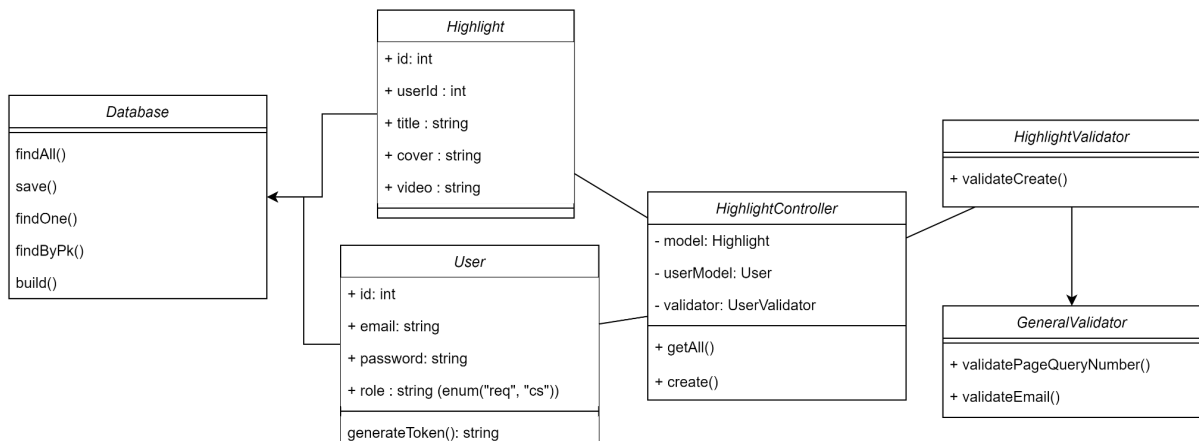 Highlight
+ id: int
+ userId : int
+ title : string
+ cover : string
+ video : string
Database
findAll()
save()
findOne()
findByPk()
build()
User
+ id: int
+ email: string
+ password: string
+ role : string (enum("req", "cs"))
generateToken(): string
HighlightController
- model: Highlight
- userModel: User
- validator: UserValidator
+ getAll()
+ create()
HighlightValidator
+ validateCreate()
GeneralValidator
+ validatePageQueryNumber()
+ validateEmail()